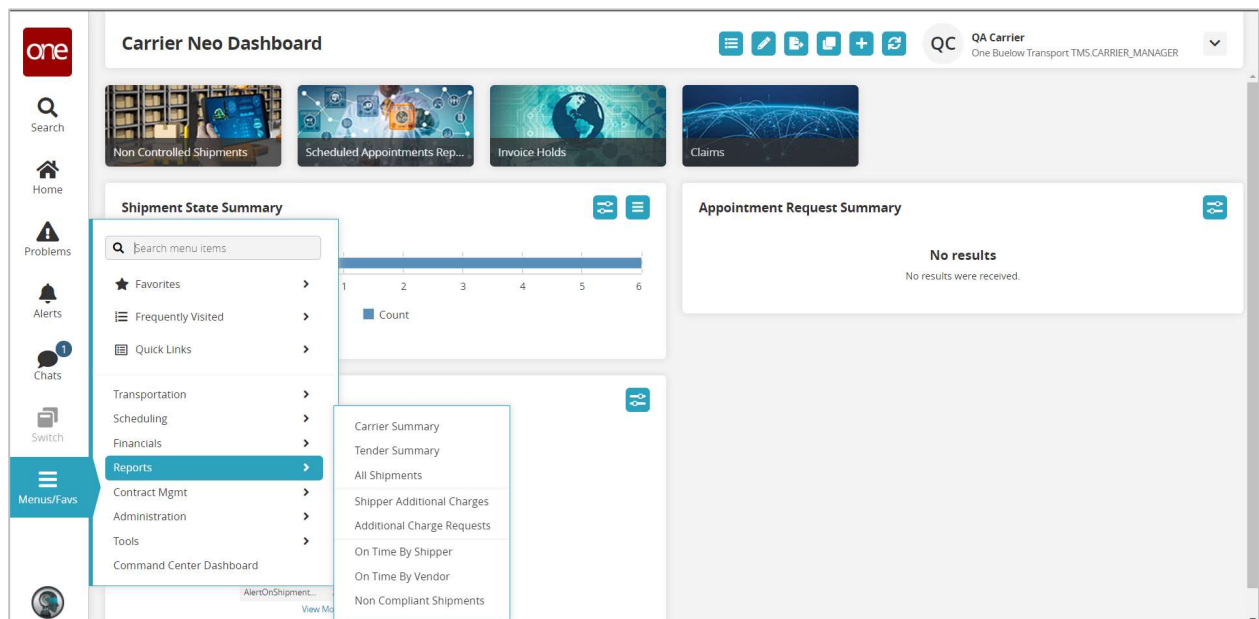 one
Carrier Neo Dashboard
QC
QA Carrier
One Buelow Transport TMS.CARRIER_MANAGER
Search
Home
Problems
Alerts
1
Chats
Switch
Menus/Favs
Non Controlled Shipments
Scheduled Appointments Rep...
Invoice Holds
Claims
Shipment State Summary
1 2 3 4 5 6
Count
Appointment Request Summary
No results
No results were received.
Search menu items
Favorites
Frequently Visited
Quick Links
Transportation
Scheduling
Financials
Reports
Contract Mgmt
Administration
Tools
Command Center Dashboard
Carrier Summary
Tender Summary
All Shipments
Shipper Additional Charges
Additional Charge Requests
On Time By Shipper
On Time By Vendor
Non Compliant Shipments
AlertOnShipment...
View Mo